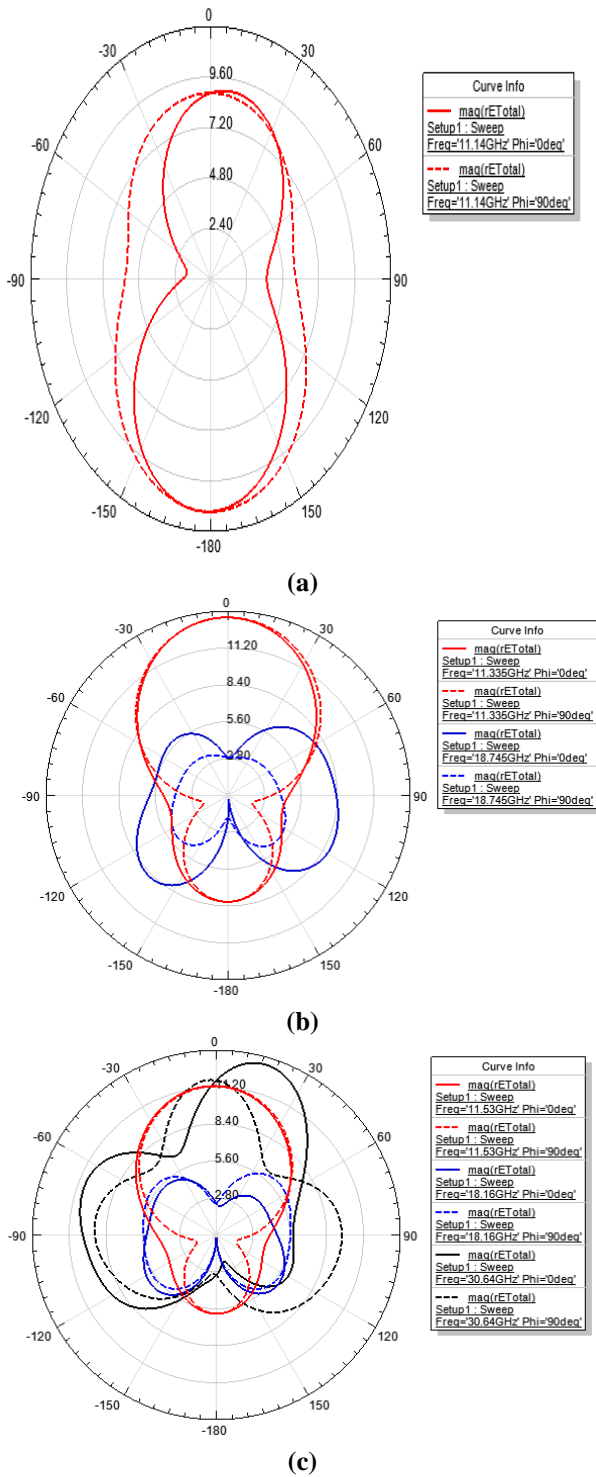 0
-30
30
9.60
7.20
-60
60
4.80
2.40
-90
90
-120
120
-150
150
-180
Curve Info
mag(rETotal)
Setup1 : Sweep
Freq='11.14GHz' Phi='0deg'
mag(rETotal)
Setup1 : Sweep
Freq='11.14GHz' Phi='90deg'
(a)
0
-30
30
11.20
8.40
-60
60
5.60
2.80
-90
90
-120
120
-150
150
-180
Curve Info
mag(rETotal)
Setup1 : Sweep
Freq='11.335GHz' Phi='0deg'
mag(rETotal)
Setup1 : Sweep
Freq='11.335GHz' Phi='90deg'
mag(rETotal)
Setup1 : Sweep
Freq='18.745GHz' Phi='0deg'
mag(rETotal)
Setup1 : Sweep
Freq='18.745GHz' Phi='90deg'
(b)
0
-30
30
11.20
8.40
-60
60
5.60
2.80
-90
90
-120
120
-150
150
-180
Curve Info
mag(rETotal)
Setup1 : Sweep
Freq='11.53GHz' Phi='0deg'
mag(rETotal)
Setup1 : Sweep
Freq='11.53GHz' Phi='90deg'
mag(rETotal)
Setup1 : Sweep
Freq='18.16GHz' Phi='0deg'
mag(rETotal)
Setup1 : Sweep
Freq='18.16GHz' Phi='90deg'
mag(rETotal)
Setup1 : Sweep
Freq='30.64GHz' Phi='0deg'
mag(rETotal)
Setup1 : Sweep
Freq='30.64GHz' Phi='90deg'
(c)